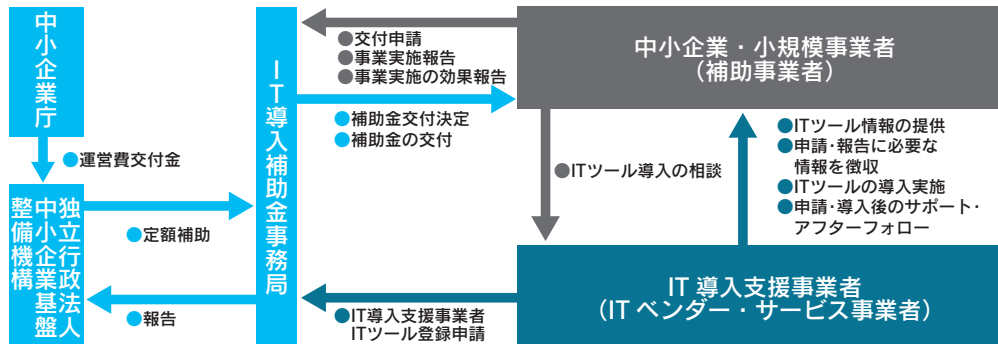 中小企業庁
●運営費交付金
独立行政法人
中小企業基盤
整備機構
●定額補助
●報告
IT導入補助金事務局
●交付申請
●事業実施報告
●事業実施の効果報告
●補助金交付決定
●補助金の交付
中小企業・小規模事業者
（補助事業者）
●ITツール導入の相談
●ITツール情報の提供
●申請・報告に必要な
情報を徴収
●ITツールの導入実施
●申請・導入後のサポート・
アフターフォロー
IT 導入支援事業者
（IT ベンダー・サービス事業者）
●IT導入支援事業者
ITツール登録申請